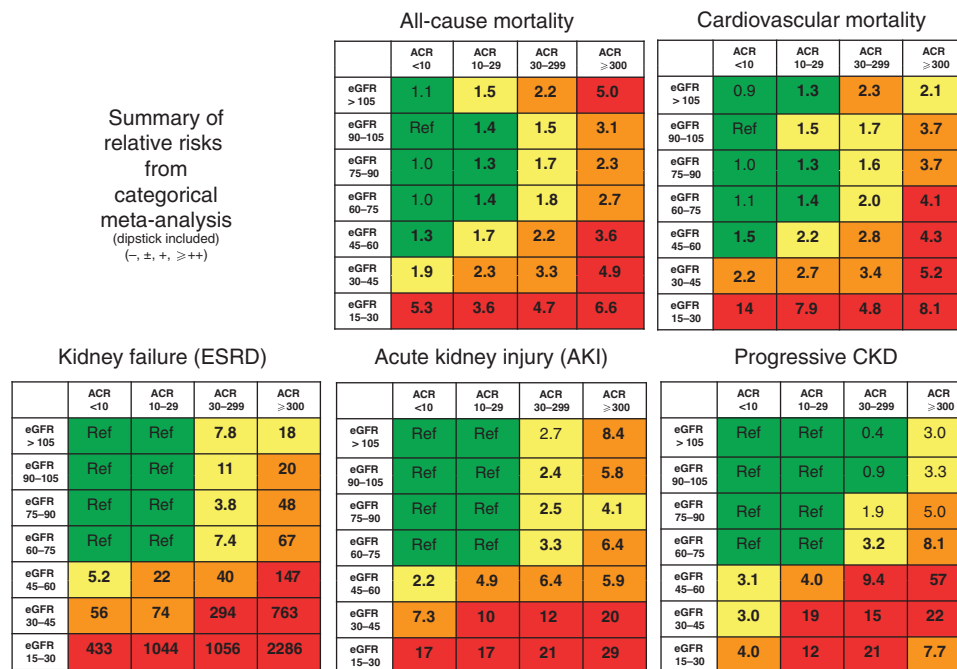 All-cause mortality
Cardiovascular mortality
Summary of
relative risks
from
categorical
meta-analysis
(dipstick included)
(−, ±, +, ⩾++)
ACR <10 ACR 10–29 ACR 30–299 ACR ⩾300
eGFR > 105 1.1 1.5 2.2 5.0
eGFR 90–105 Ref 1.4 1.5 3.1
eGFR 75–90 1.0 1.3 1.7 2.3
eGFR 60–75 1.0 1.4 1.8 2.7
eGFR 45–60 1.3 1.7 2.2 3.6
eGFR 30–45 1.9 2.3 3.3 4.9
eGFR 15–30 5.3 3.6 4.7 6.6
ACR <10 ACR 10–29 ACR 30–299 ACR ⩾300
eGFR > 105 0.9 1.3 2.3 2.1
eGFR 90–105 Ref 1.5 1.7 3.7
eGFR 75–90 1.0 1.3 1.6 3.7
eGFR 60–75 1.1 1.4 2.0 4.1
eGFR 45–60 1.5 2.2 2.8 4.3
eGFR 30–45 2.2 2.7 3.4 5.2
eGFR 15–30 14 7.9 4.8 8.1
Kidney failure (ESRD)
ACR <10 ACR 10–29 ACR 30–299 ACR ⩾300
eGFR > 105 Ref Ref 7.8 18
eGFR 90–105 Ref Ref 11 20
eGFR 75–90 Ref Ref 3.8 48
eGFR 60–75 Ref Ref 7.4 67
eGFR 45–60 5.2 22 40 147
eGFR 30–45 56 74 294 763
eGFR 15–30 433 1044 1056 2286
Acute kidney injury (AKI)
ACR <10 ACR 10–29 ACR 30–299 ACR ⩾300
eGFR > 105 Ref Ref 2.7 8.4
eGFR 90–105 Ref Ref 2.4 5.8
eGFR 75–90 Ref Ref 2.5 4.1
eGFR 60–75 Ref Ref 3.3 6.4
eGFR 45–60 2.2 4.9 6.4 5.9
eGFR 30–45 7.3 10 12 20
eGFR 15–30 17 17 21 29
Progressive CKD
ACR <10 ACR 10–29 ACR 30–299 ACR ⩾300
eGFR > 105 Ref Ref 0.4 3.0
eGFR 90–105 Ref Ref 0.9 3.3
eGFR 75–90 Ref Ref 1.9 5.0
eGFR 60–75 Ref Ref 3.2 8.1
eGFR 45–60 3.1 4.0 9.4 57
eGFR 30–45 3.0 19 15 22
eGFR 15–30 4.0 12 21 7.7